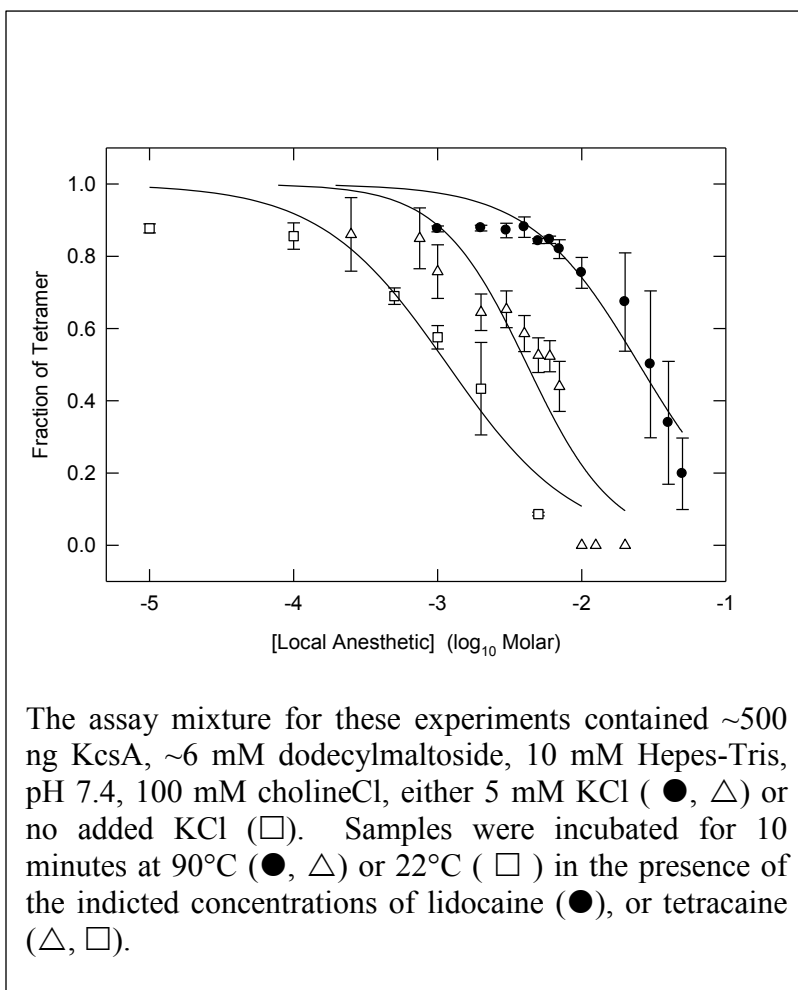 1.0
0.8
0.6
0.4
0.2
0.0
Fraction of Tetramer
-5 -4 -3 -2 -1
[Local Anesthetic] (log10 Molar)
The assay mixture for these experiments contained ~500
ng KcsA, ~6 mM dodecylmaltoside, 10 mM Hepes-Tris,
pH 7.4, 100 mM cholineCl, either 5 mM KCl ( ●, △) or
no added KCl (□). Samples were incubated for 10
minutes at 90°C (●, △) or 22°C ( □ ) in the presence of
the indicted concentrations of lidocaine (●), or tetracaine
(△, □).